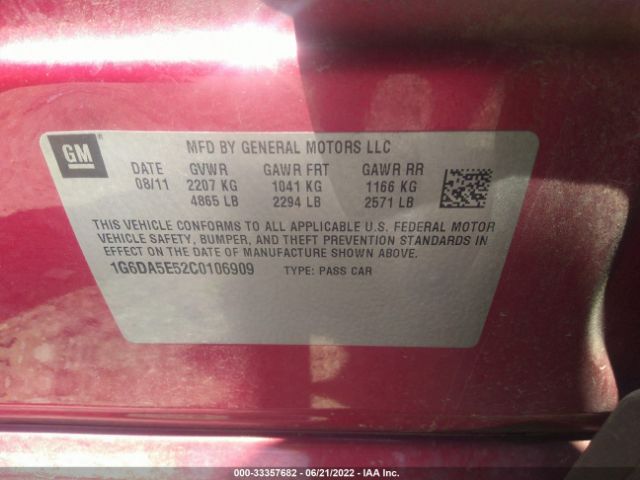 GM
MFD BY GENERAL MOTORS LLC
DATE GVWR GAWR FRT GAWR RR
08/11 2207 KG 1041 KG 1166 KG
4865 LB 2294 LB 2571 LB
THIS VEHICLE CONFORMS TO ALL APPLICABLE U.S. FEDERAL MOTOR
VEHICLE SAFETY, BUMPER, AND THEFT PREVENTION STANDARDS IN
EFFECT ON THE DATE OF MANUFACTURE SHOWN ABOVE.
1G6DA5E52C0106909 TYPE: PASS CAR
000-33357682 - 06/21/2022 - IAA Inc.